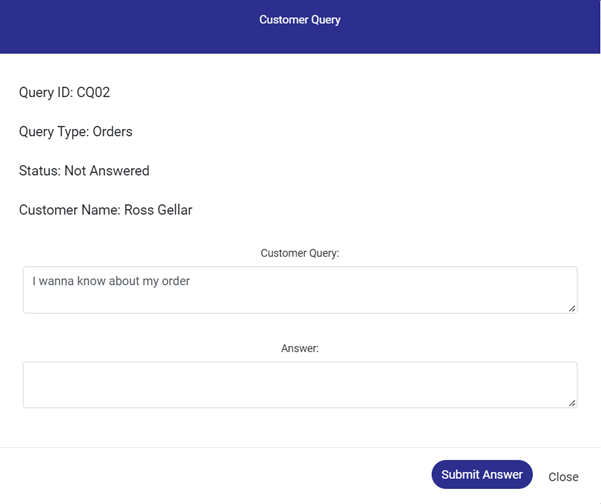 Customer Query
Query ID: CQ02
Query Type: Orders
Status: Not Answered
Customer Name: Ross Gellar
Customer Query:
I wanna know about my order
Answer:
Submit Answer Close